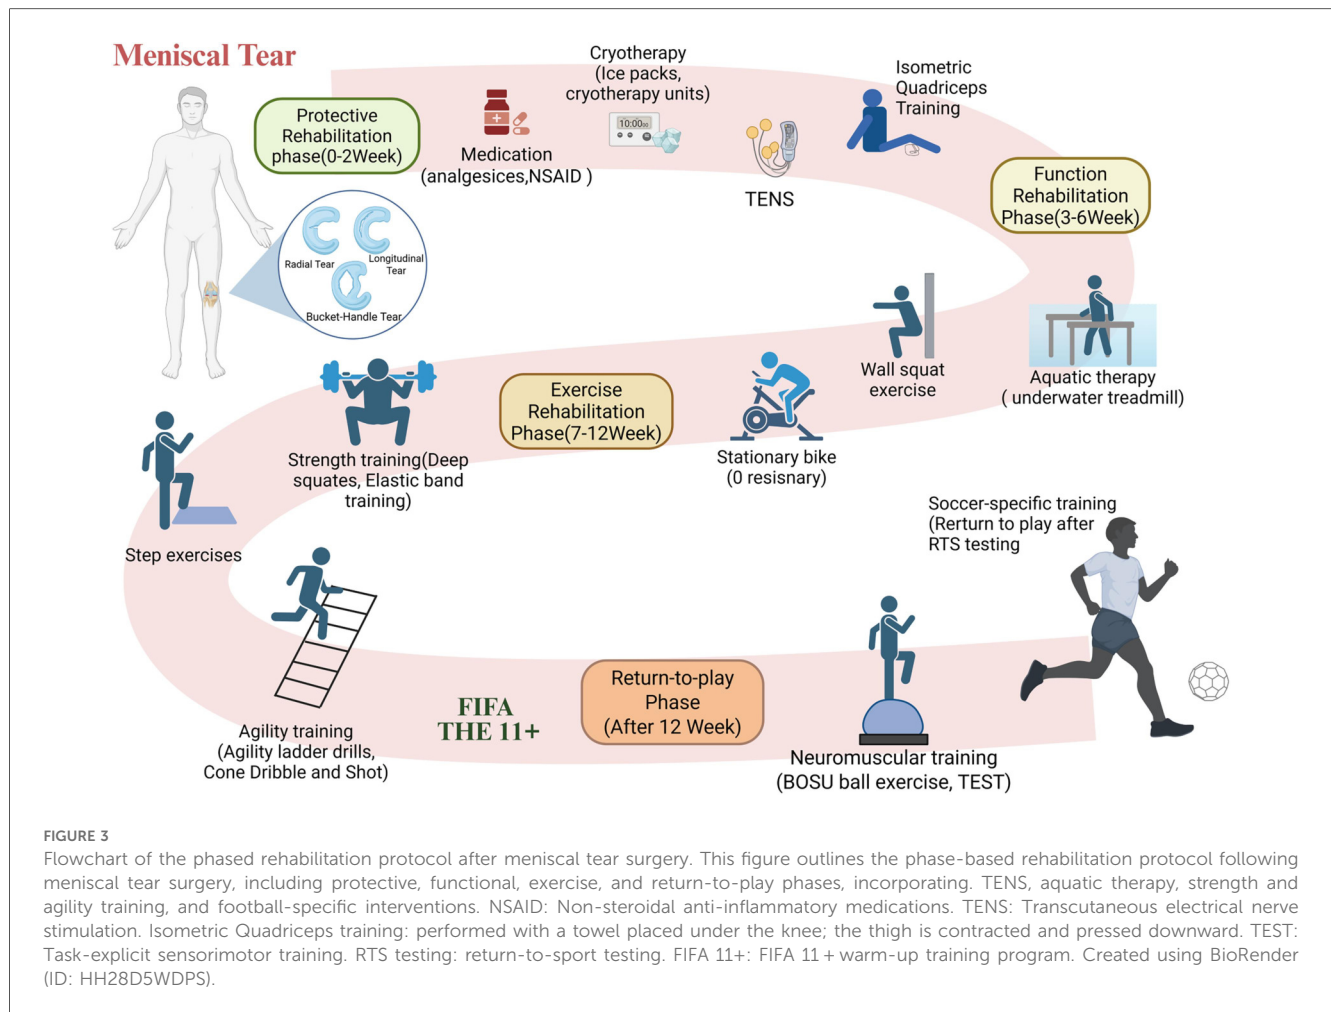 Meniscal Tear
Protective
Rehabilitation
phase(0-2Week)
Medication
(analgesices,NSAID )
Cryotherapy
(Ice packs,
cryotherapy units)
10:00 00
TENS
Isometric
Quadriceps
Training
Function
Rehabilitation
Phase(3-6Week)
Radial Tear
Longitudinal
Tear
Bucket-Handle Tear
Aquatic therapy
( underwater treadmill)
Wall squat
exercise
Stationary bike
(0 resisnary)
Exercise
Rehabilitation
Phase(7-12Week)
Strength training(Deep
squates, Elastic band
training)
Step exercises
Agility training
(Agility ladder drills,
Cone Dribble and Shot)
FIFA
THE 11+
Return-to-play
Phase
(After 12 Week)
Neuromuscular training
(BOSU ball exercise, TEST)
Soccer-specific training
(Rerturn to play after
RTS testing
FIGURE 3
Flowchart of the phased rehabilitation protocol after meniscal tear surgery. This figure outlines the phase-based rehabilitation protocol following
meniscal tear surgery, including protective, functional, exercise, and return-to-play phases, incorporating. TENS, aquatic therapy, strength and
agility training, and football-specific interventions. NSAID: Non-steroidal anti-inflammatory medications. TENS: Transcutaneous electrical nerve
stimulation. Isometric Quadriceps training: performed with a towel placed under the knee; the thigh is contracted and pressed downward. TEST:
Task-explicit sensorimotor training. RTS testing: return-to-sport testing. FIFA 11+: FIFA 11 + warm-up training program. Created using BioRender
(ID: HH28D5WDPS).